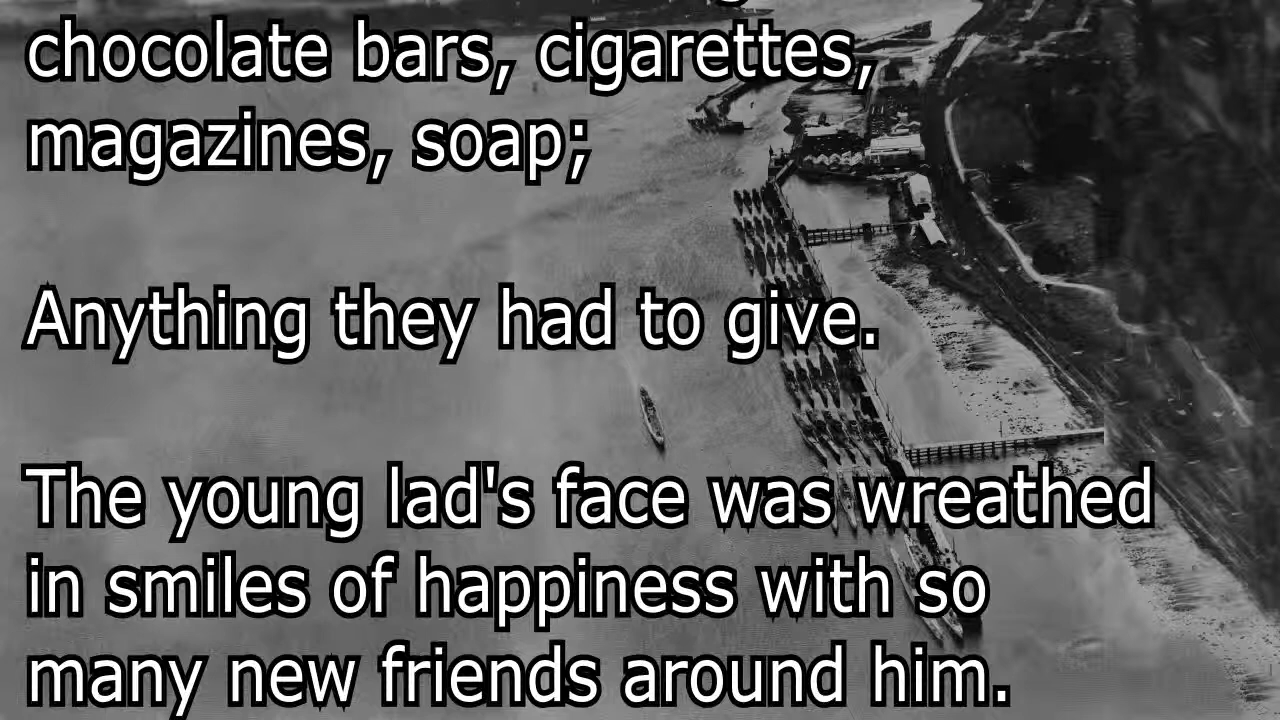 chocolate bars, cigarettes,
magazines, soap;
Anything they had to give.
The young lad's face was wreathed
in smiles of happiness with so
many new friends around him.